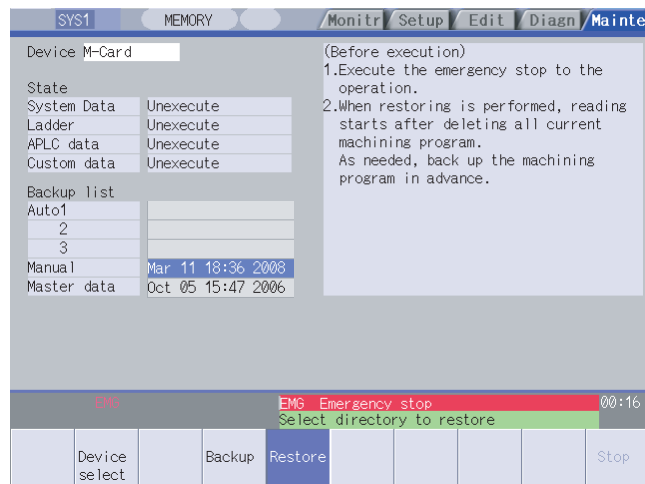 SYS1 MEMORY Monitr Setup Edit Diagn Mainte
Device M-Card
State
System Data Unexecute
Ladder Unexecute
APLC data Unexecute
Custom data Unexecute
Backup list
Auto1
2
3
Manual Mar 11 18:36 2008
Master data Oct 05 15:47 2006
(Before execution)
1.Execute the emergency stop to the
operation.
2.When restoring is performed, reading
starts after deleting all current
machining program.
As needed, back up the machining
program in advance.
EMG Emergency stop 00:16
Select directory to restore
Device select Backup Restore Stop